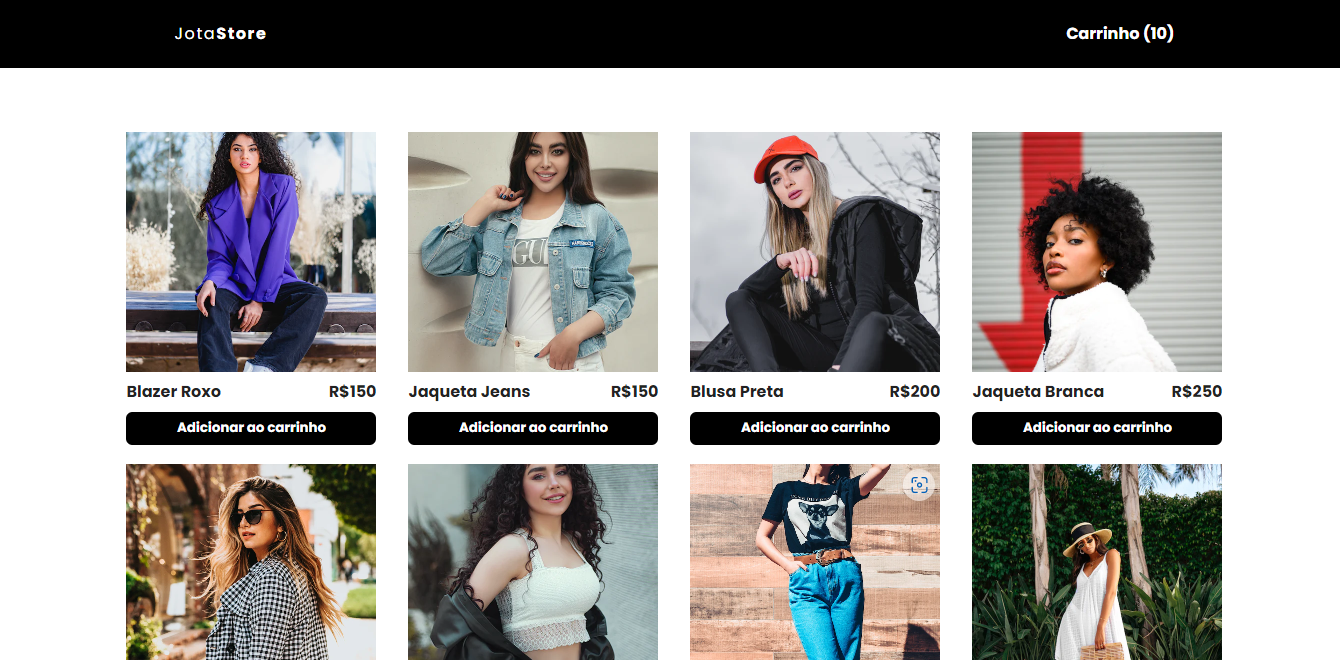 JotaStore
Carrinho (10)
GU
Blazer Roxo R$150
Jaqueta Jeans R$150
Blusa Preta R$200
Jaqueta Branca R$250
Adicionar ao carrinho
Adicionar ao carrinho
Adicionar ao carrinho
Adicionar ao carrinho